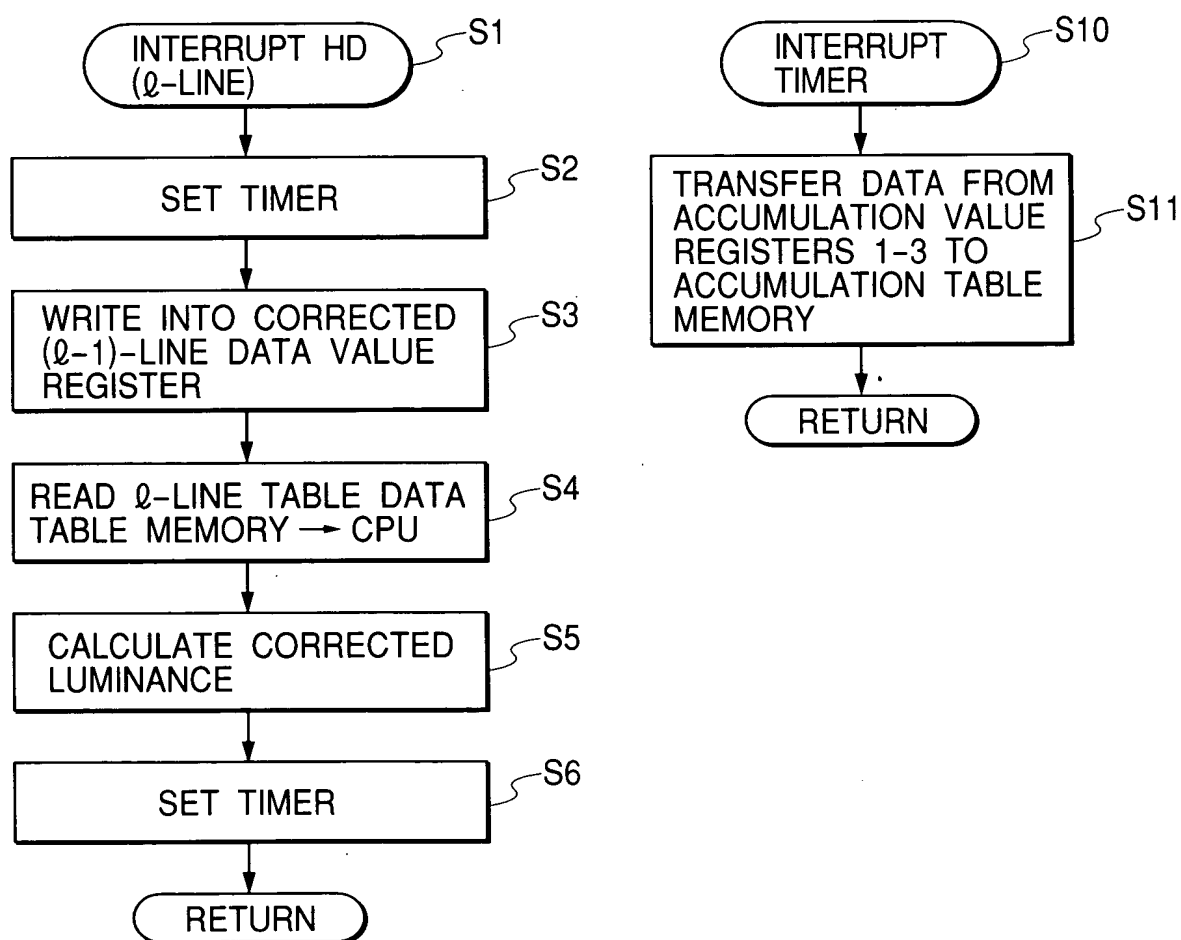 INTERRUPT HD
(ℓ-LINE)
S1
SET TIMER
S2
WRITE INTO CORRECTED
(ℓ-1)-LINE DATA VALUE
REGISTER
S3
READ ℓ-LINE TABLE DATA
TABLE MEMORY → CPU
S4
CALCULATE CORRECTED
LUMINANCE
S5
SET TIMER
S6
RETURN
INTERRUPT
TIMER
S10
TRANSFER DATA FROM
ACCUMULATION VALUE
REGISTERS 1-3 TO
ACCUMULATION TABLE
MEMORY
S11
RETURN